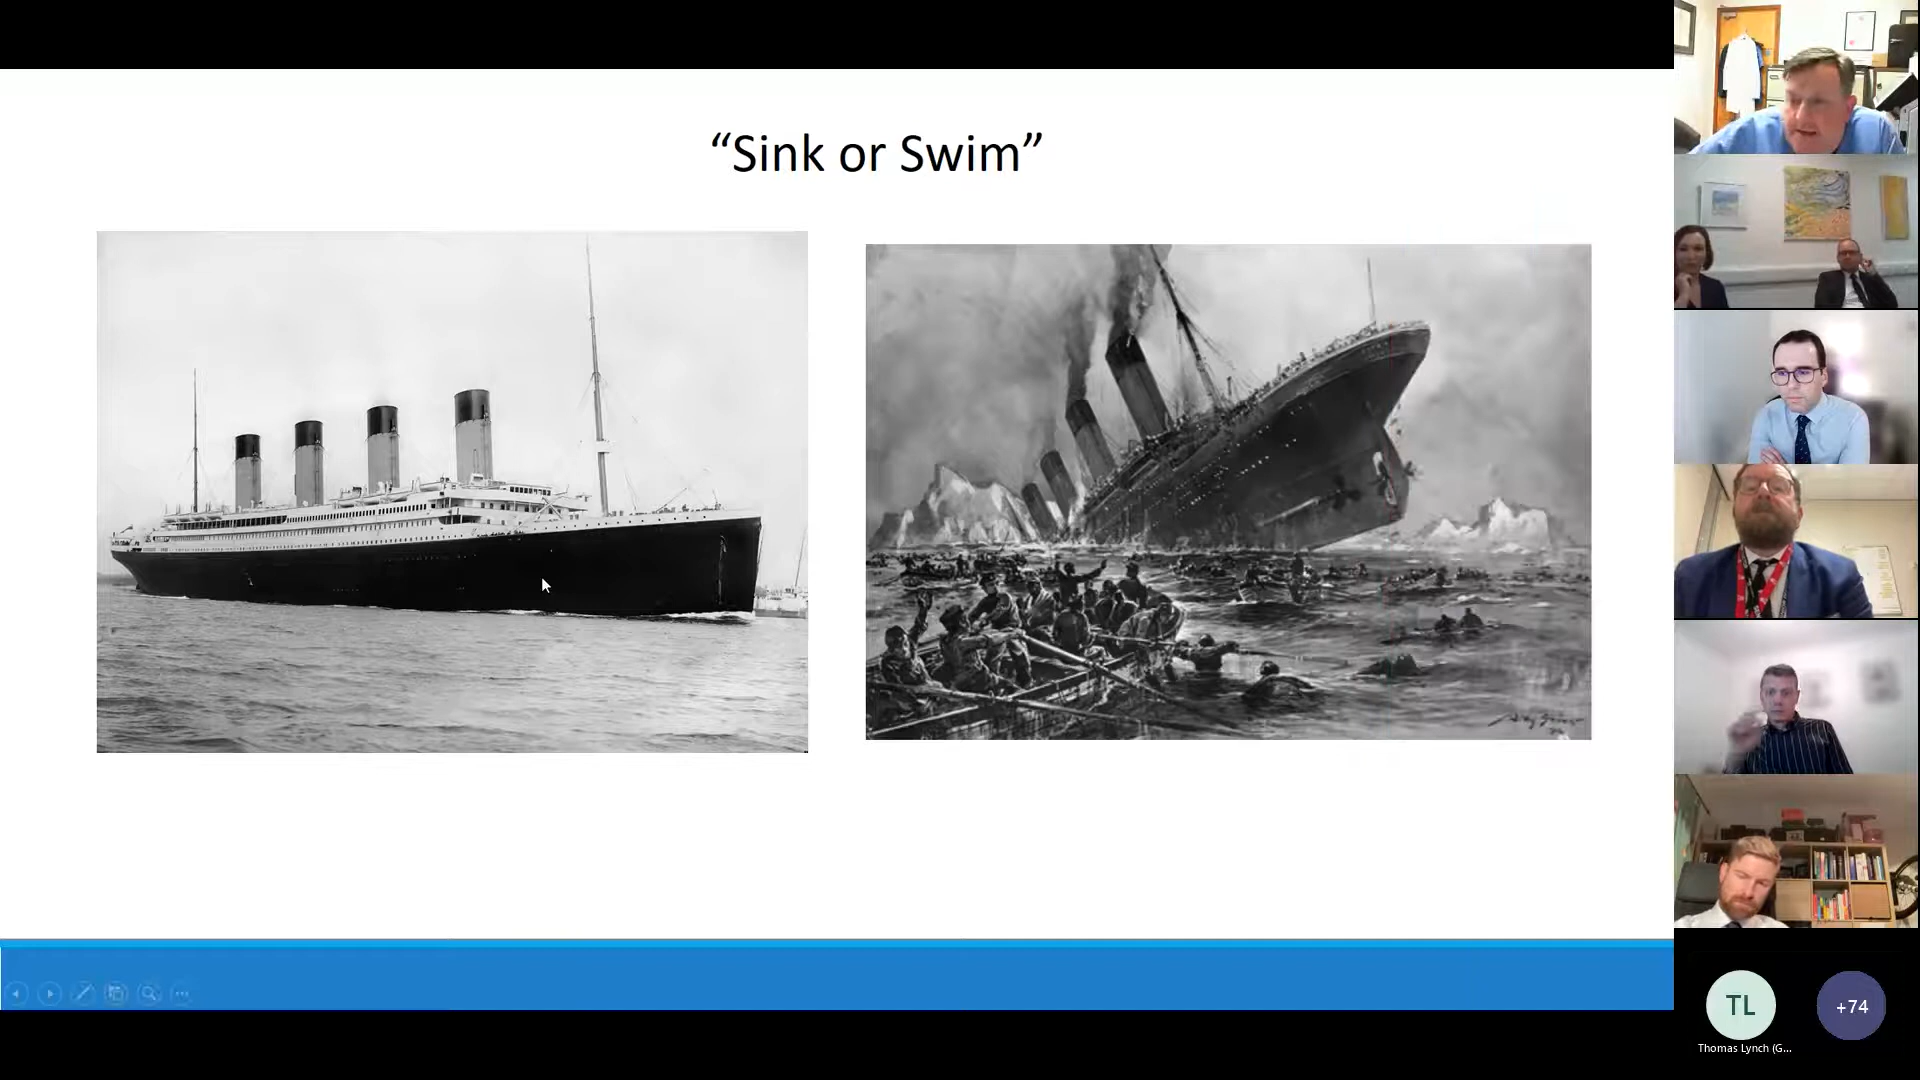 “Sink or Swim”
TL
+74
Thomas Lynch (G...